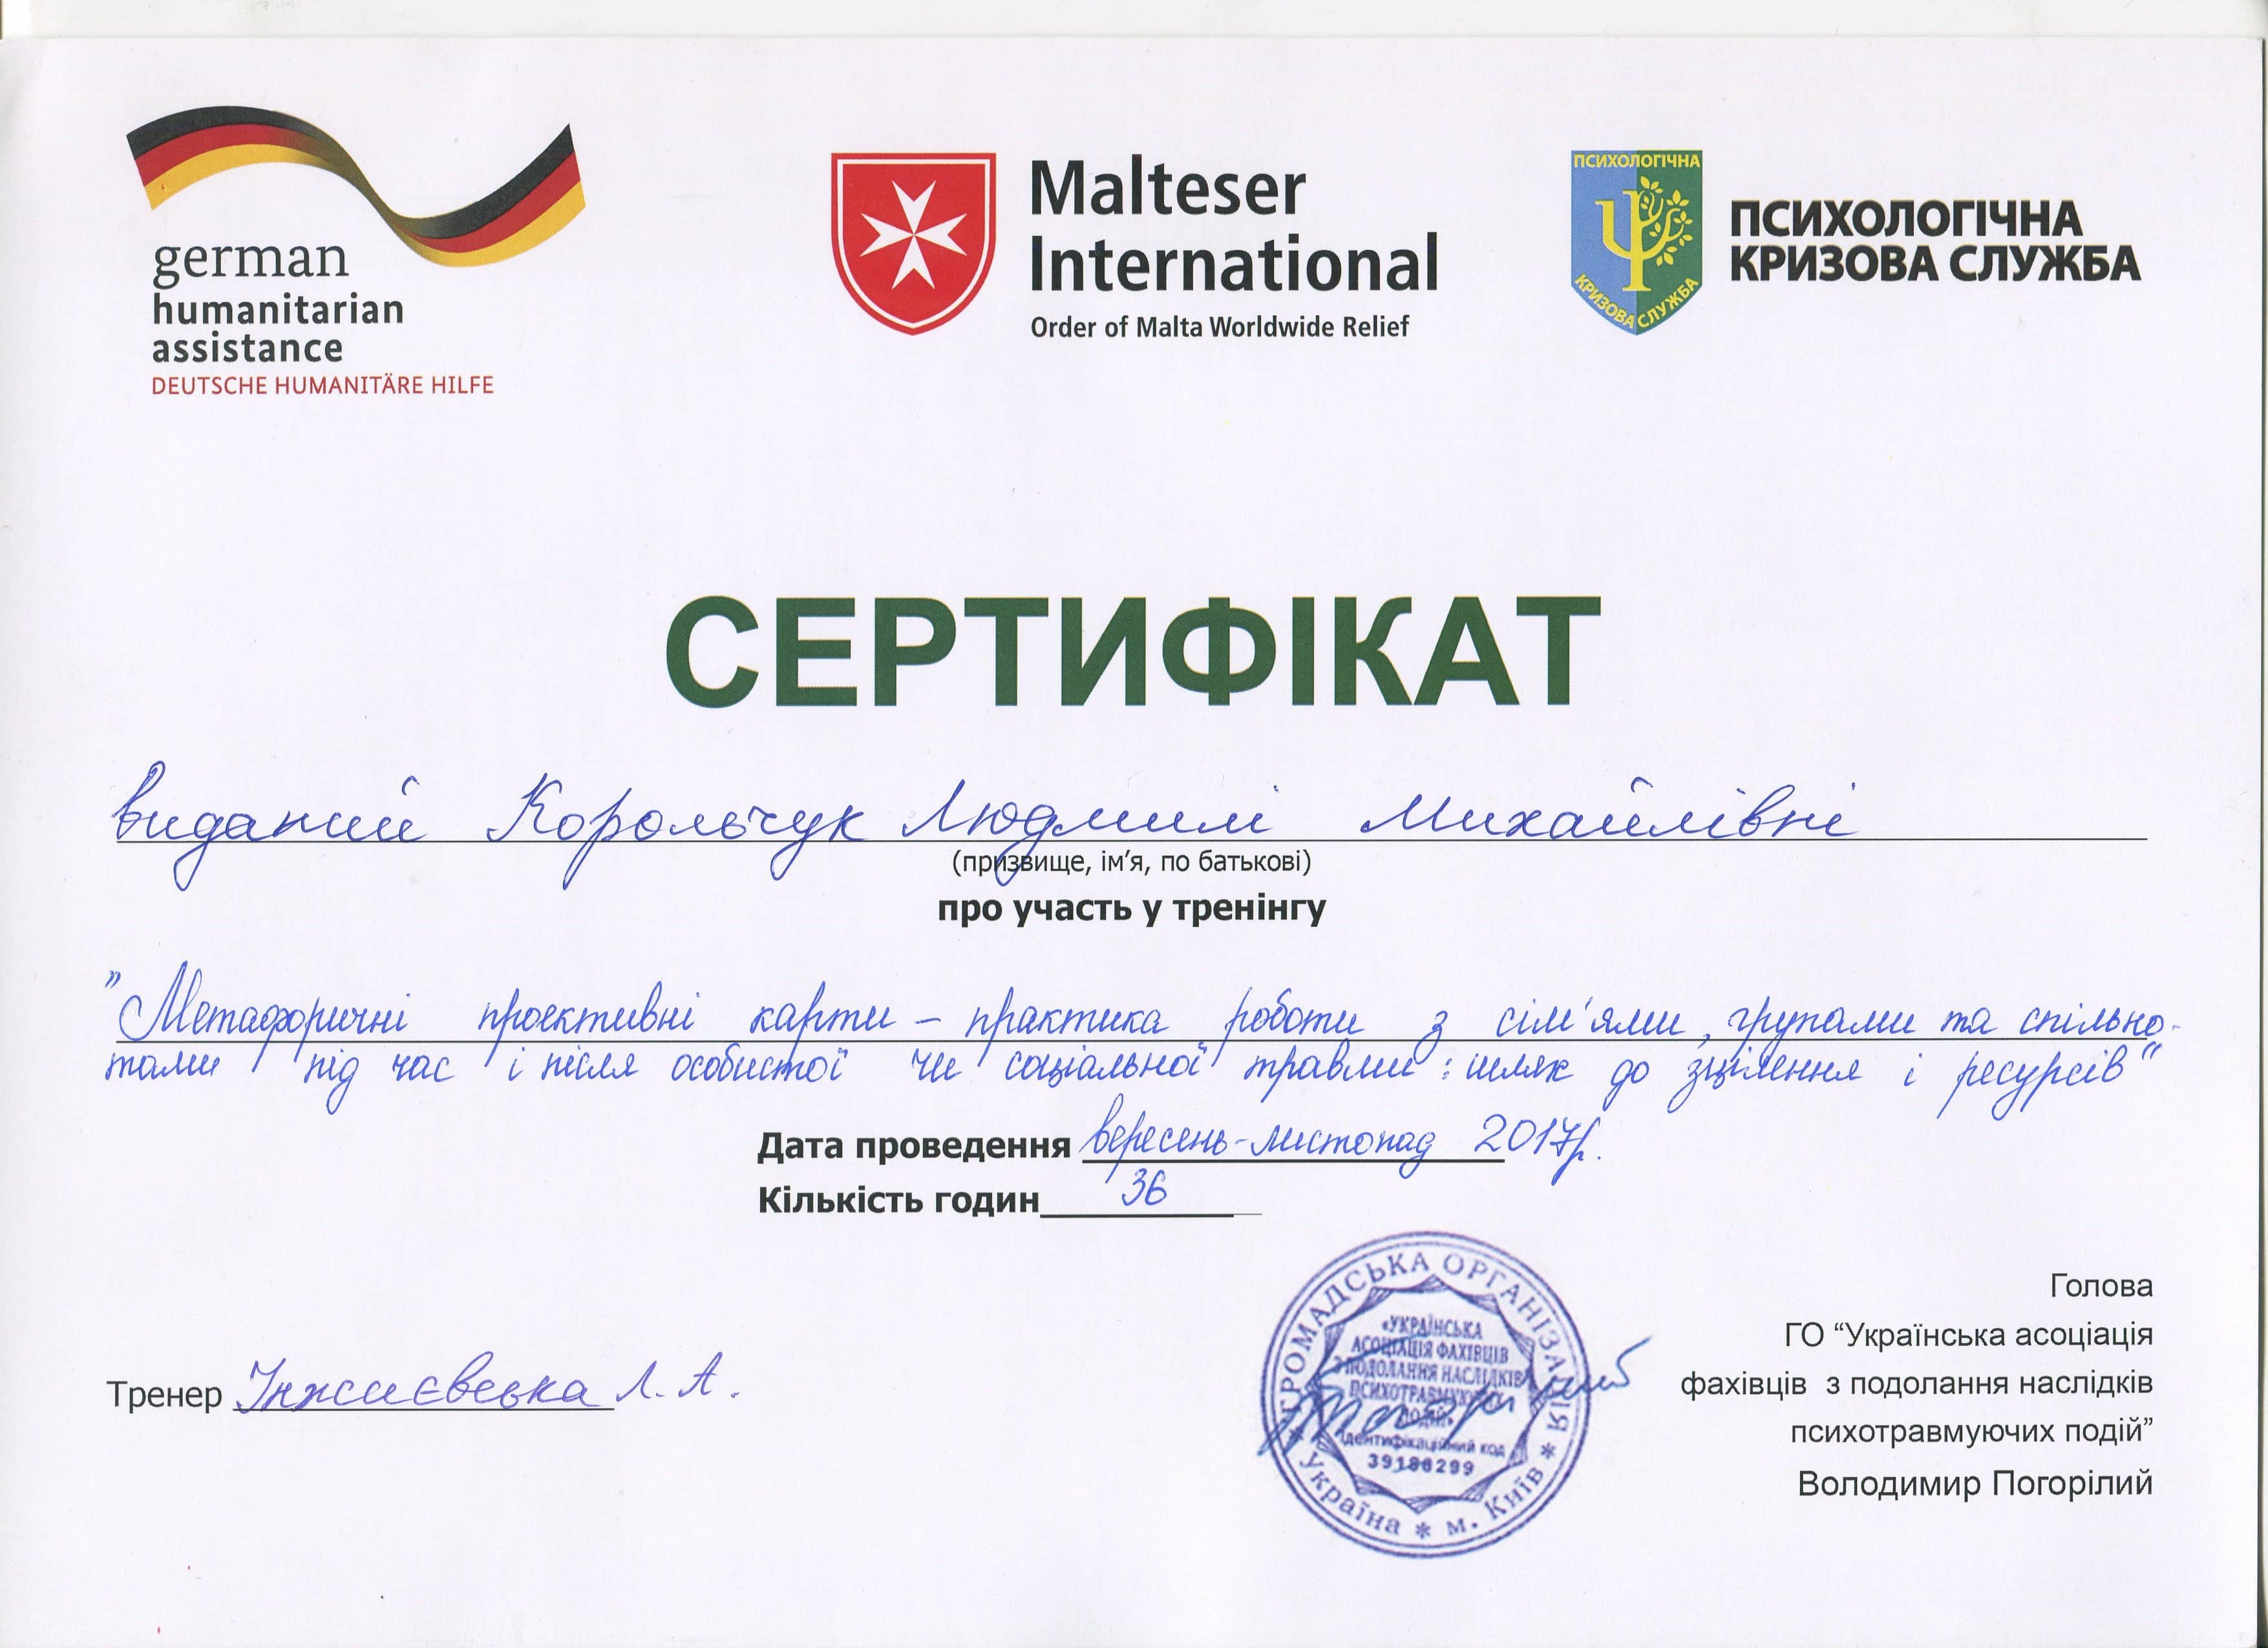 german
humanitarian
assistance
DEUTSCHE HUMANITÄRE HILFE
Malteser
International
Order of Malta Worldwide Relief
ПСИХОЛОГІЧНА
КРИЗОВА СЛУЖБА
ПСИХОЛОГІЧНА
КРИЗОВА СЛУЖБА
СЕРТИФІКАТ
виданий Корольчук Людмилі Михайлівні
(призвище, ім’я, по батькові)
про участь у тренінгу
"Метафоричні проективні карти – практика роботи з сім'ями, групами та спільно-
тами під час і після особистої чи соціальної травми: шлях до зцілення і ресурсів"
Дата проведення вересень-листопад 2017р.
Кількість годин 36
Тренер Інжиєвська Л. А.
ГРОМАДСЬКА ОРГАНІЗАЦІЯ
«УКРАЇНСЬКА
АСОЦІАЦІЯ ФАХІВЦІВ
З ПОДОЛАННЯ НАСЛІДКІВ
ПСИХОТРАВМУЮЧИХ
ПОДІЙ»
Ідентифікаційний код
39186299
* Україна * м. Київ *
Голова
ГО “Українська асоціація
фахівців з подолання наслідків
психотравмуючих подій”
Володимир Погорілий